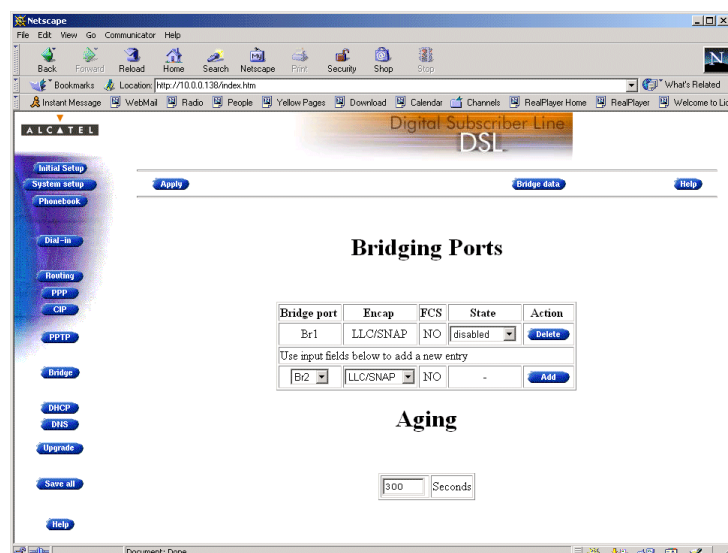 Netscape
File Edit View Go Communicator Help
Back Forward Reload Home Search Netscape Print Security Shop Stop
N
Bookmarks Location: http://10.0.0.138/index.htm What's Related
Instant Message WebMail Radio People Yellow Pages Download Calendar Channels RealPlayer Home RealPlayer Welcome to
ALCATEL
Digital Subscriber Line
DSL
Initial Setup
System setup
Apply Bridge data Help
Phonebook
Dial-in
Bridging Ports
Routing
PPP
CIP
Bridge port Encap FCS State Action
Br1 LLC/SNAP NO disabled Delete
PPTP
Use input fields below to add a new entry
Bridge
Br2 LLC/SNAP NO - Add
DHCP
DNS
Aging
Upgrade
Save all
300 Seconds
Help
Document: Done